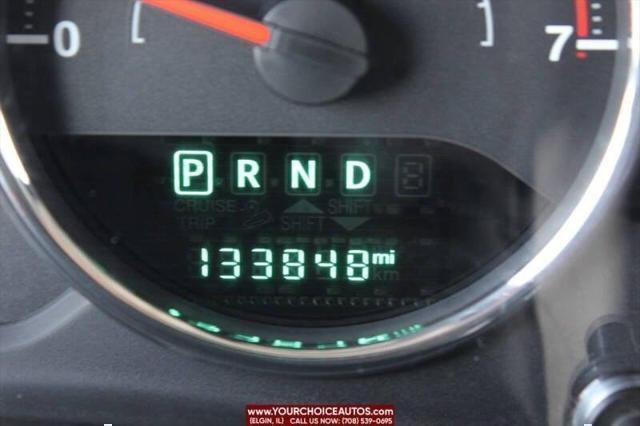 0 7
P R N D 8
CRUISE SHIFT
TRIP SHIFT
133848 mi
km
WWW.YOURCHOICEAUTOS.COM
(ELGIN, IL) CALL US NOW: (708) 539-0695